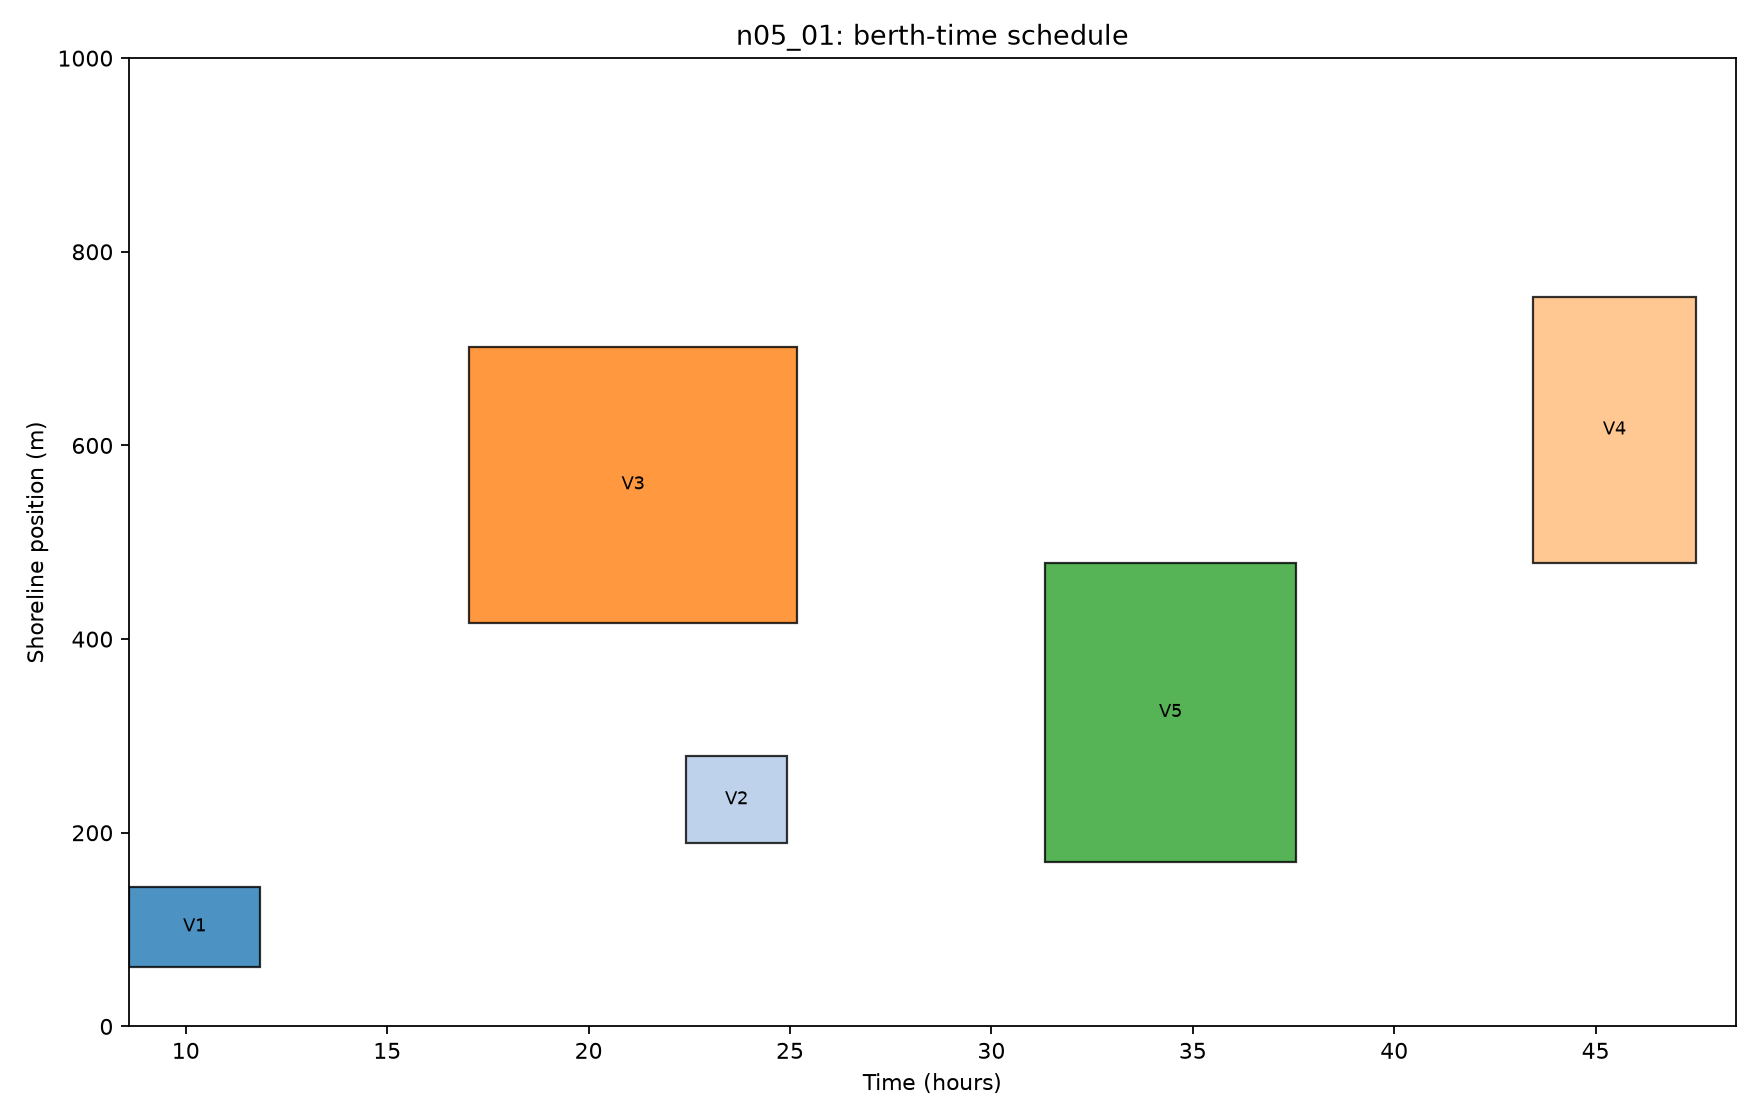 n05_01: berth-time schedule
Shoreline position (m)
1000
800
600
400
200
0
V4
V3
V5
V2
V1
10 15 20 25 30 35 40 45
Time (hours)